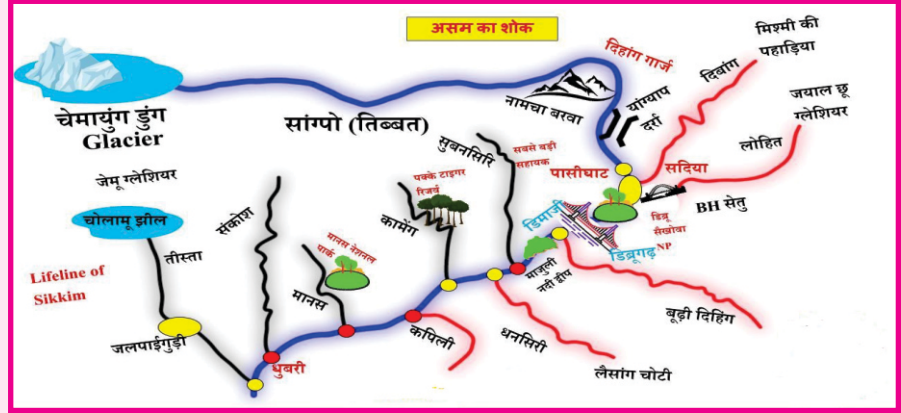 असम का शोक
मिश्मी की
पहाड़िया
दिहांग गार्ज
दिबांग
जयाल छू
ग्लेशियर
चेमायुंग डुंग
Glacier
नामचा बरवा
यांग्याप
दर्रा
सांग्पो (तिब्बत)
लोहित
सुबनसिरि
सबसे बड़ी
सहायक
पासीघाट
सदिया
जेमू ग्लेशियर
पक्के टाइगर
रिजर्व
BH सेतु
चोलामू झील
संकोश
कामेंग
डिमाजी
डिब्रू
सैखोवा
NP
डिब्रूगढ़
मानस नेशनल
पार्क
तीस्ता
Lifeline of
Sikkim
माजुली
नदी द्वीप
मानस
बूढ़ी दिहिंग
जलपाईगुड़ी
कपिली
धनसिरी
धुबरी
लैसांग चोटी